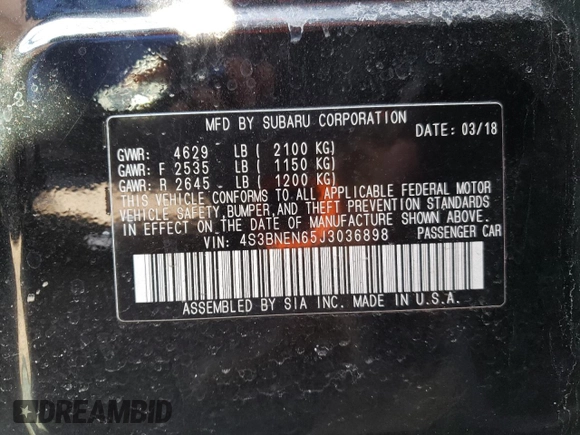 MFD BY SUBARU CORPORATION
DATE: 03/18
GVWR: 4629 LB ( 2100 KG)
GAWR: F 2535 LB ( 1150 KG)
GAWR: R 2645 LB ( 1200 KG)
THIS VEHICLE CONFORMS TO ALL APPLICABLE FEDERAL MOTOR
VEHICLE SAFETY, BUMPER, AND THEFT PREVENTION STANDARDS
IN EFFECT ON THE DATE OF MANUFACTURE SHOWN ABOVE.
VIN: 4S3BNEN65J3036898 PASSENGER CAR
ASSEMBLED BY SIA INC. MADE IN U.S.A.
DREAMBID